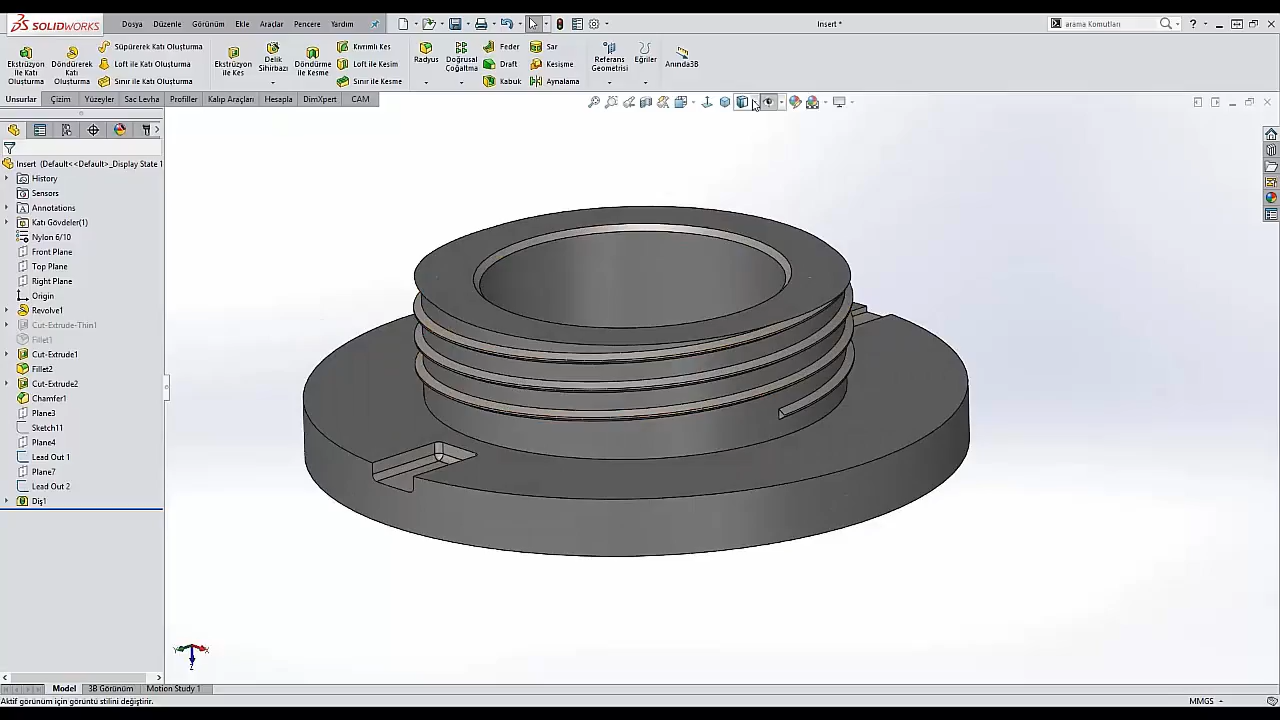 SOLIDWORKS
Dosya Düzenle Görünüm Ekle Araçlar Pencere Yardım
Insert *
arama Komutları
Ekstrüzyon ile Katı Oluşturma
Döndürerek Katı Oluşturma
Süpürerek Katı Oluşturma
Loft ile Katı Oluşturma
Sınır ile Katı Oluşturma
Ekstrüzyon ile Kes
Delik Sihirbazı
Döndürme ile Kesme
Kıvrımlı Kes
Loft ile Kesim
Sınır ile Kesme
Radyus
Doğrusal Çoğaltma
Feder
Draft
Kabuk
Sar
Kesişme
Aynalama
Referans Geometrisi
Eğriler
Anında3B
Unsurlar Çizim Yüzeyler Sac Levha Profiller Kalıp Araçları Hesapla DimXpert CAM
Insert (Default<<Default>_Display State 1
History
Sensors
Annotations
Katı Gövdeler(1)
Nylon 6/10
Front Plane
Top Plane
Right Plane
Origin
Revolve1
Cut-Extrude-Thin1
Fillet1
Cut-Extrude1
Fillet2
Cut-Extrude2
Chamfer1
Plane3
Sketch11
Plane4
Lead Out 1
Plane7
Lead Out 2
Diş1
Model 3B Görünüm Motion Study 1
Aktif görünüm için görüntü stilini değiştirir.
MMGS